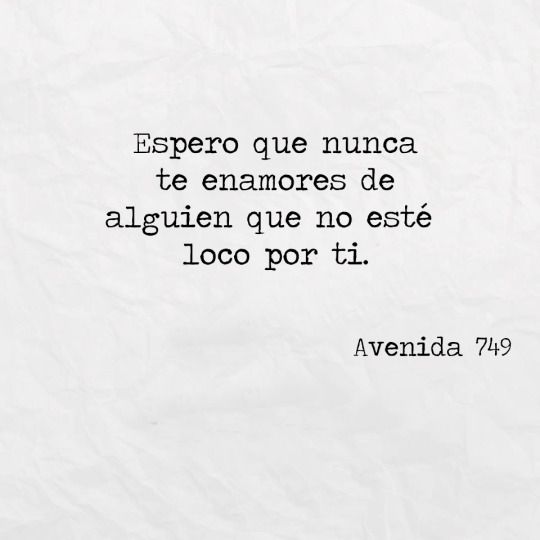 Espero que nunca
te enamores de
alguien que no esté
loco por ti.
Avenida 749